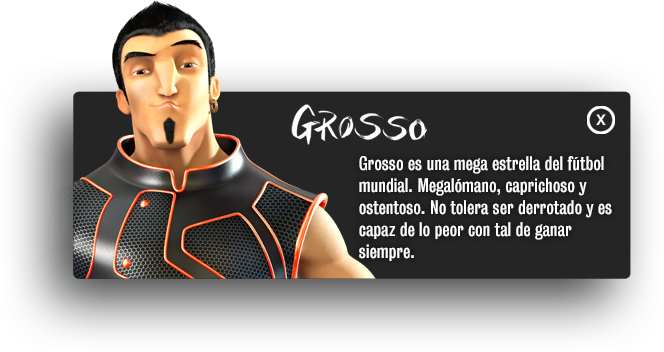 GROSSO
X
Grosso es una mega estrella del fútbol
mundial. Megalómano, caprichoso y
ostentoso. No tolera ser derrotado y es
capaz de lo peor con tal de ganar
siempre.